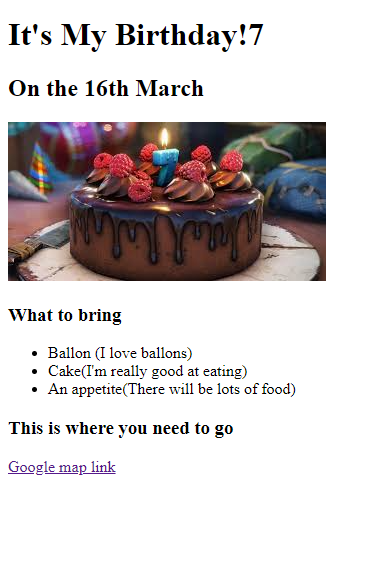 It's My Birthday!7
On the 16th March
7
What to bring
Ballon (I love ballons)
Cake(I'm really good at eating)
An appetite(There will be lots of food)
This is where you need to go
Google map link